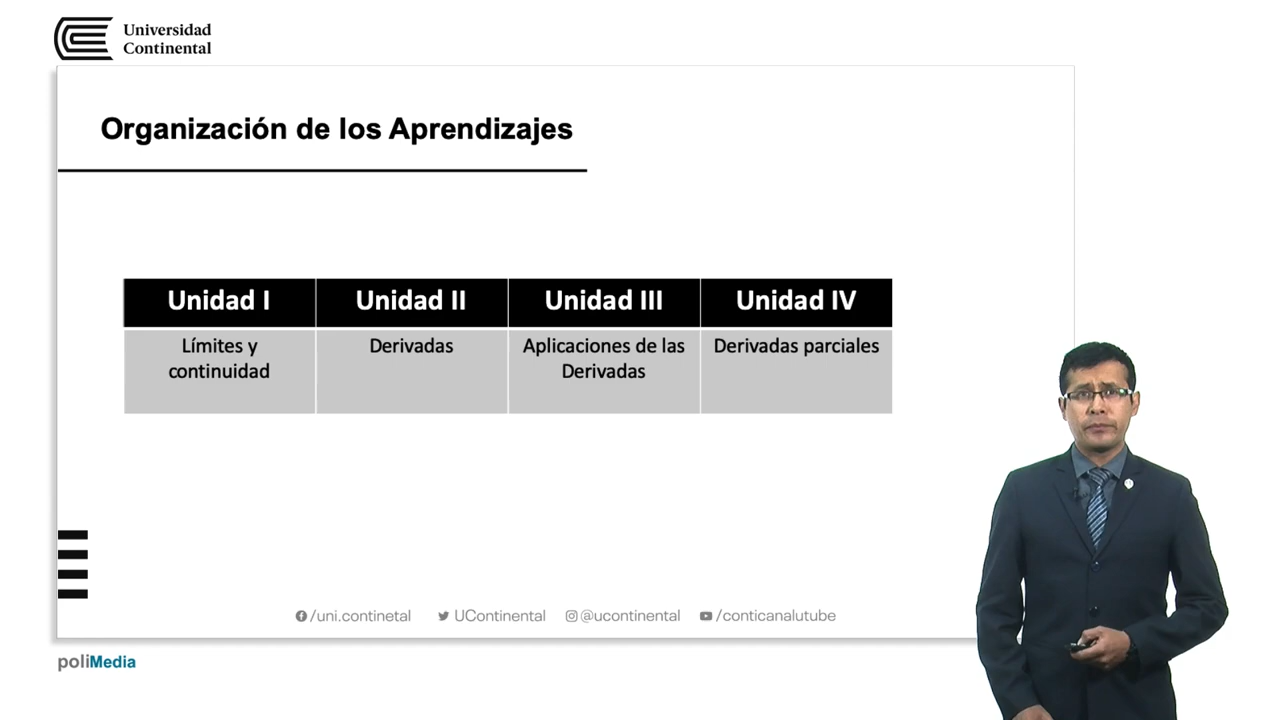 Universidad
Continental
Organización de los Aprendizajes
Unidad I
Unidad II
Unidad III
Unidad IV
Límites y
continuidad
Derivadas
Aplicaciones de las
Derivadas
Derivadas parciales
/uni.continetal
UContinental
@ucontinental
/conticanalutube
poliMedia